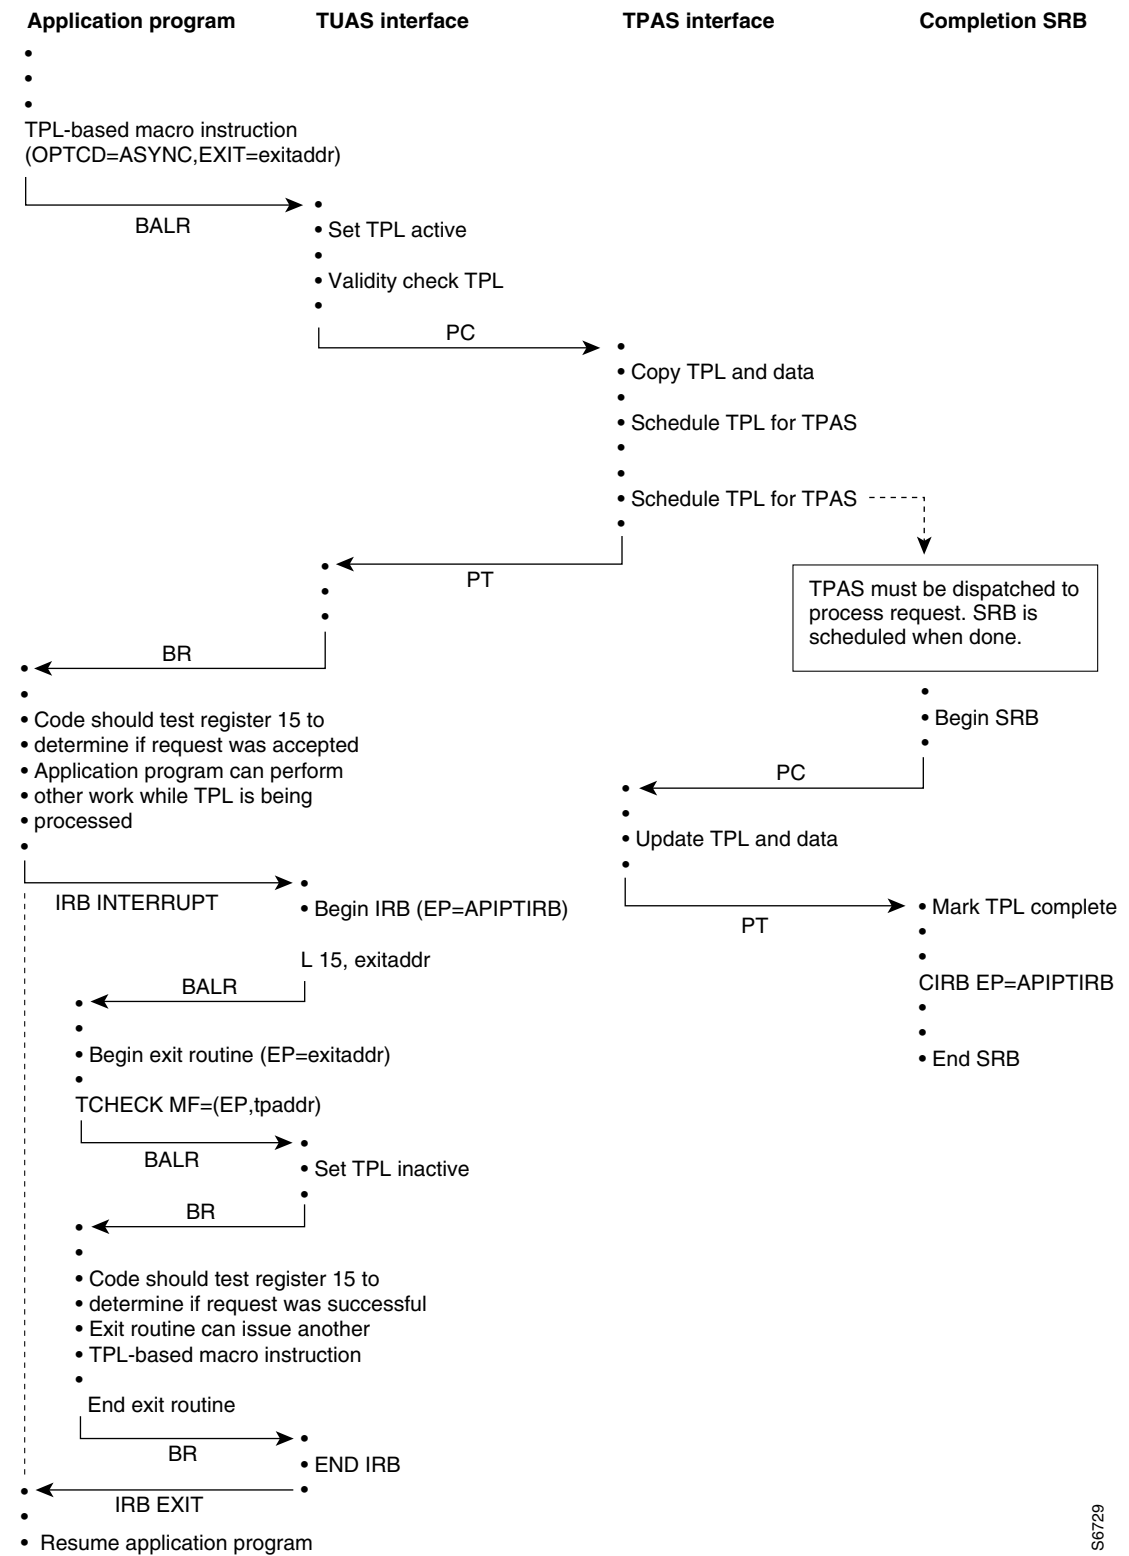 Application program TUAS interface TPAS interface Completion SRB
TPL-based macro instruction
(OPTCD=ASYNC,EXIT=exitaddr)
BALR
• Set TPL active
• Validity check TPL
PC
• Copy TPL and data
• Schedule TPL for TPAS
• Schedule TPL for TPAS
PT
TPAS must be dispatched to
process request. SRB is
scheduled when done.
BR
• Code should test register 15 to
• determine if request was accepted
• Application program can perform
• other work while TPL is being
• processed
• Begin SRB
PC
• Update TPL and data
IRB INTERRUPT
• Begin IRB (EP=APIPTIRB)
PT
• Mark TPL complete
L 15, exitaddr
CIRB EP=APIPTIRB
BALR
• Begin exit routine (EP=exitaddr)
• End SRB
TCHECK MF=(EP,tpaddr)
BALR
• Set TPL inactive
BR
• Code should test register 15 to
• determine if request was successful
• Exit routine can issue another
• TPL-based macro instruction
End exit routine
BR
• END IRB
IRB EXIT
• Resume application program
S6729